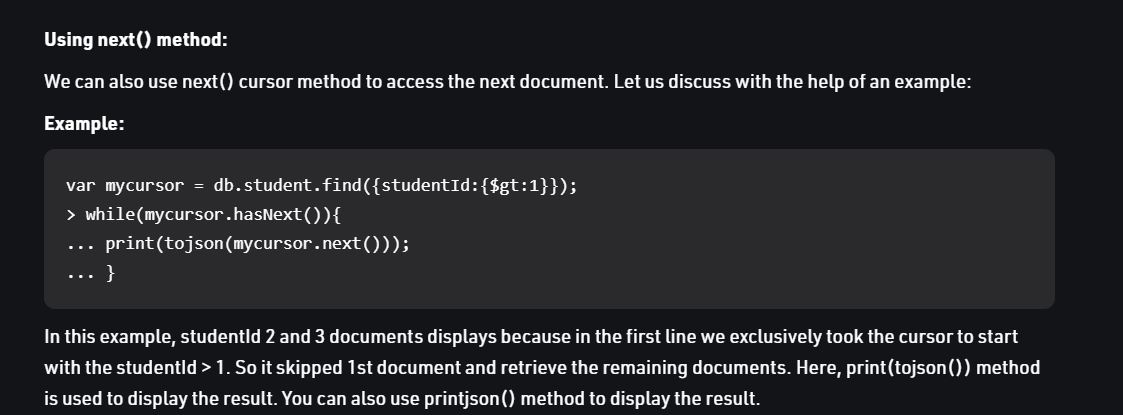 Using next() method:
We can also use next() cursor method to access the next document. Let us discuss with the help of an example:
Example:
var mycursor = db.student.find({studentId:{$gt:1}});
> while(mycursor.hasNext()){
... print(tojson(mycursor.next()));
... }
In this example, studentId 2 and 3 documents displays because in the first line we exclusively took the cursor to start
with the studentId > 1. So it skipped 1st document and retrieve the remaining documents. Here, print(tojson()) method
is used to display the result. You can also use printjson() method to display the result.